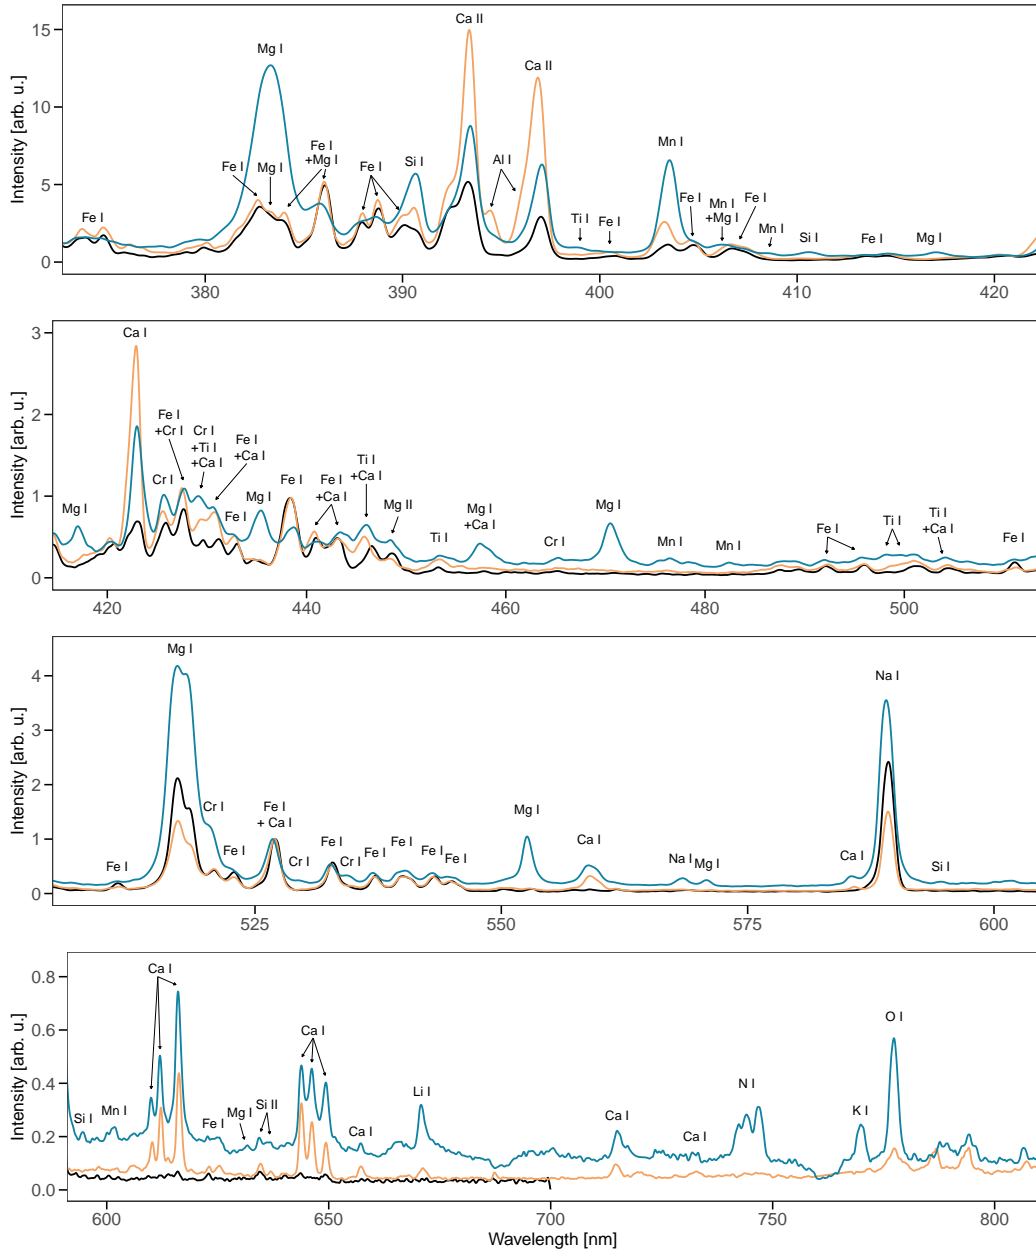 Ca II
Mg I
Ca II
Fe I
+Mg I
Mn I
Fe I
Mg I
Fe I
Si I
Al I
Fe I
Mn I
+Mg I
Fe I
Fe I
Ti I
Fe I
Mn I
Si I
Fe I
Mg I
15
10
5
0
Intensity [arb. u.]
380
390
400
410
420
Ca I
Fe I
+Cr I
Cr I
+Ti I
+Ca I
Fe I
+Ca I
Mg I
Cr I
Fe I
Mg I
Fe I
Fe I
+Ca I
Ti I
+Ca I
Mg II
Ti I
Mg I
+Ca I
Cr I
Mg I
Mn I
Mn I
Fe I
Ti I
Ti I
+Ca I
Fe I
3
2
1
0
Intensity [arb. u.]
420
440
460
480
500
Mg I
Na I
Cr I
Fe I
+ Ca I
Fe I
Fe I
Cr I
Fe I
Cr I
Fe I
Fe I
Fe I
Fe I
Mg I
Ca I
Na I
Mg I
Ca I
Si I
4
3
2
1
0
Intensity [arb. u.]
525
550
575
600
Ca I
Ca I
O I
Si I
Mn I
Fe I
Mg I
Si II
Ca I
Li I
Ca I
Ca I
N I
K I
0.8
0.6
0.4
0.2
0.0
Intensity [arb. u.]
600
650
700
750
800
Wavelength [nm]